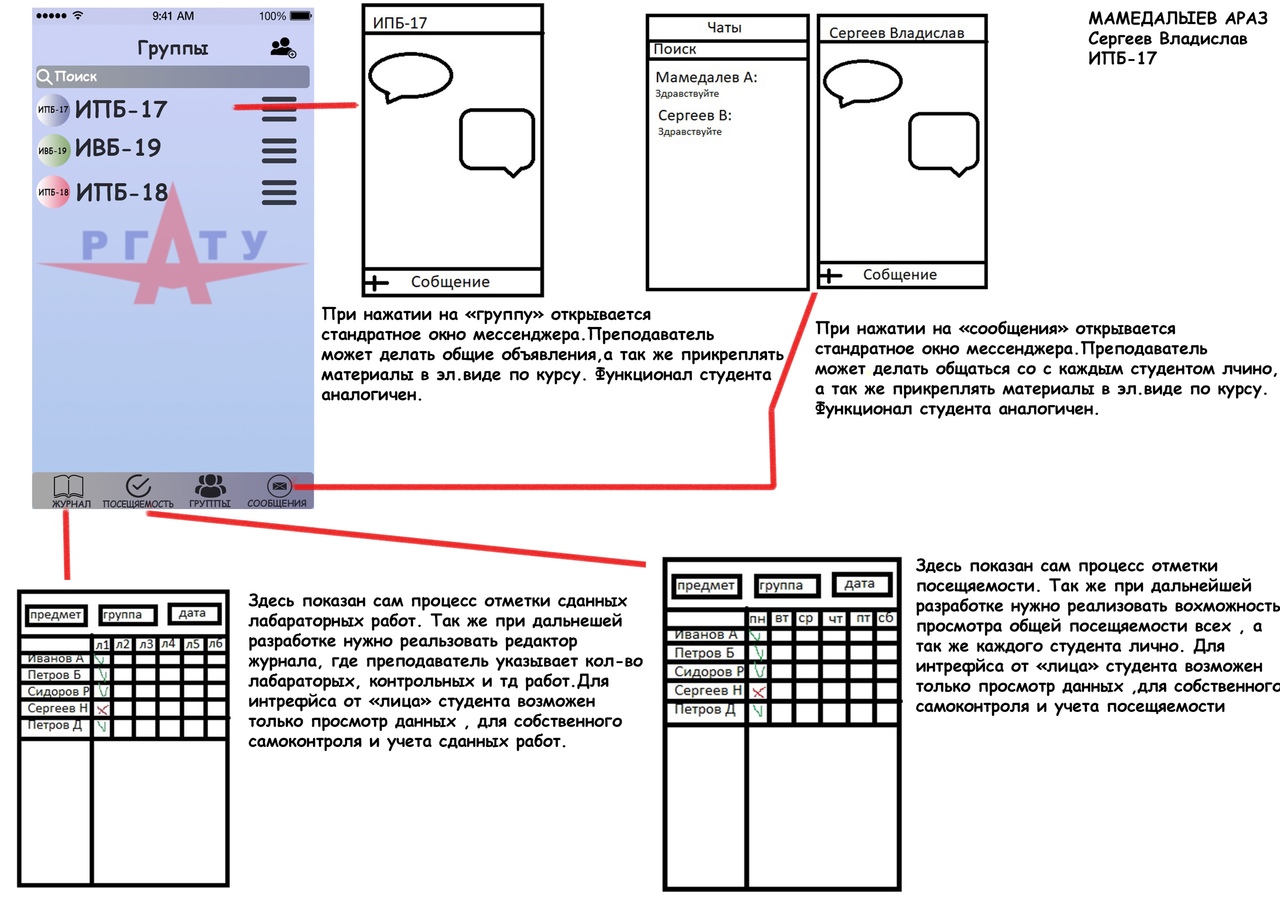 9:41 AM
100%
Группы
Поиск
ИПБ-17 ИПБ-17
ИВБ-19 ИВБ-19
ИПБ-18 ИПБ-18
РГАТУ
ЖУРНАЛ ПОСЕЩЯЕМОСТЬ ГРУППЫ СООБЩЕНИЯ
ИПБ-17
Собщение
Чаты
Поиск
Мамедалев А:
Здравствуйте
Сергеев В:
Здравствуйте
Сергеев Владислав
Собщение
МАМЕДАЛЫЕВ АРАЗ
Сергеев Владислав
ИПБ-17
При нажатии на «группу» открывается
стандратное окно мессенджера.Преподаватель
может делать общие объявления,а так же прикреплять
материалы в эл.виде по курсу. Функционал студента
аналогичен.
При нажатии на «сообщения» открывается
стандратное окно мессенджера.Преподаватель
может делать общаться со с каждым студентом лчино,
а так же прикреплять материалы в эл.виде по курсу.
Функционал студента аналогичен.
предмет группа дата
л1 л2 л3 л4 л5 л6
Иванов А
Петров Б
Сидоров Р
Сергеев Н
Петров Д
Здесь показан сам процесс отметки сданных
лабараторных работ. Так же при дальнешей
разработке нужно реальзовать редактор
журнала, где преподаватель указывает кол-во
лабараторых, контрольных и тд работ.Для
интрефйса от «лица» студента возможен
только просмотр данных , для собственного
самоконтроля и учета сданных работ.
предмет группа дата
пн вт ср чт пт сб
Иванов А
Петров Б
Сидоров Р
Сергеев Н
Петров Д
Здесь показан сам процесс отметки
посещяемости. Так же при дальнейшей
разработке нужно реализовать вохможность
просмотра общей посещяемости всех , а
так же каждого студента лично. Для
интрефйса от «лица» студента возможен
только просмотр данных ,для собственного
самоконтроля и учета посещяемости